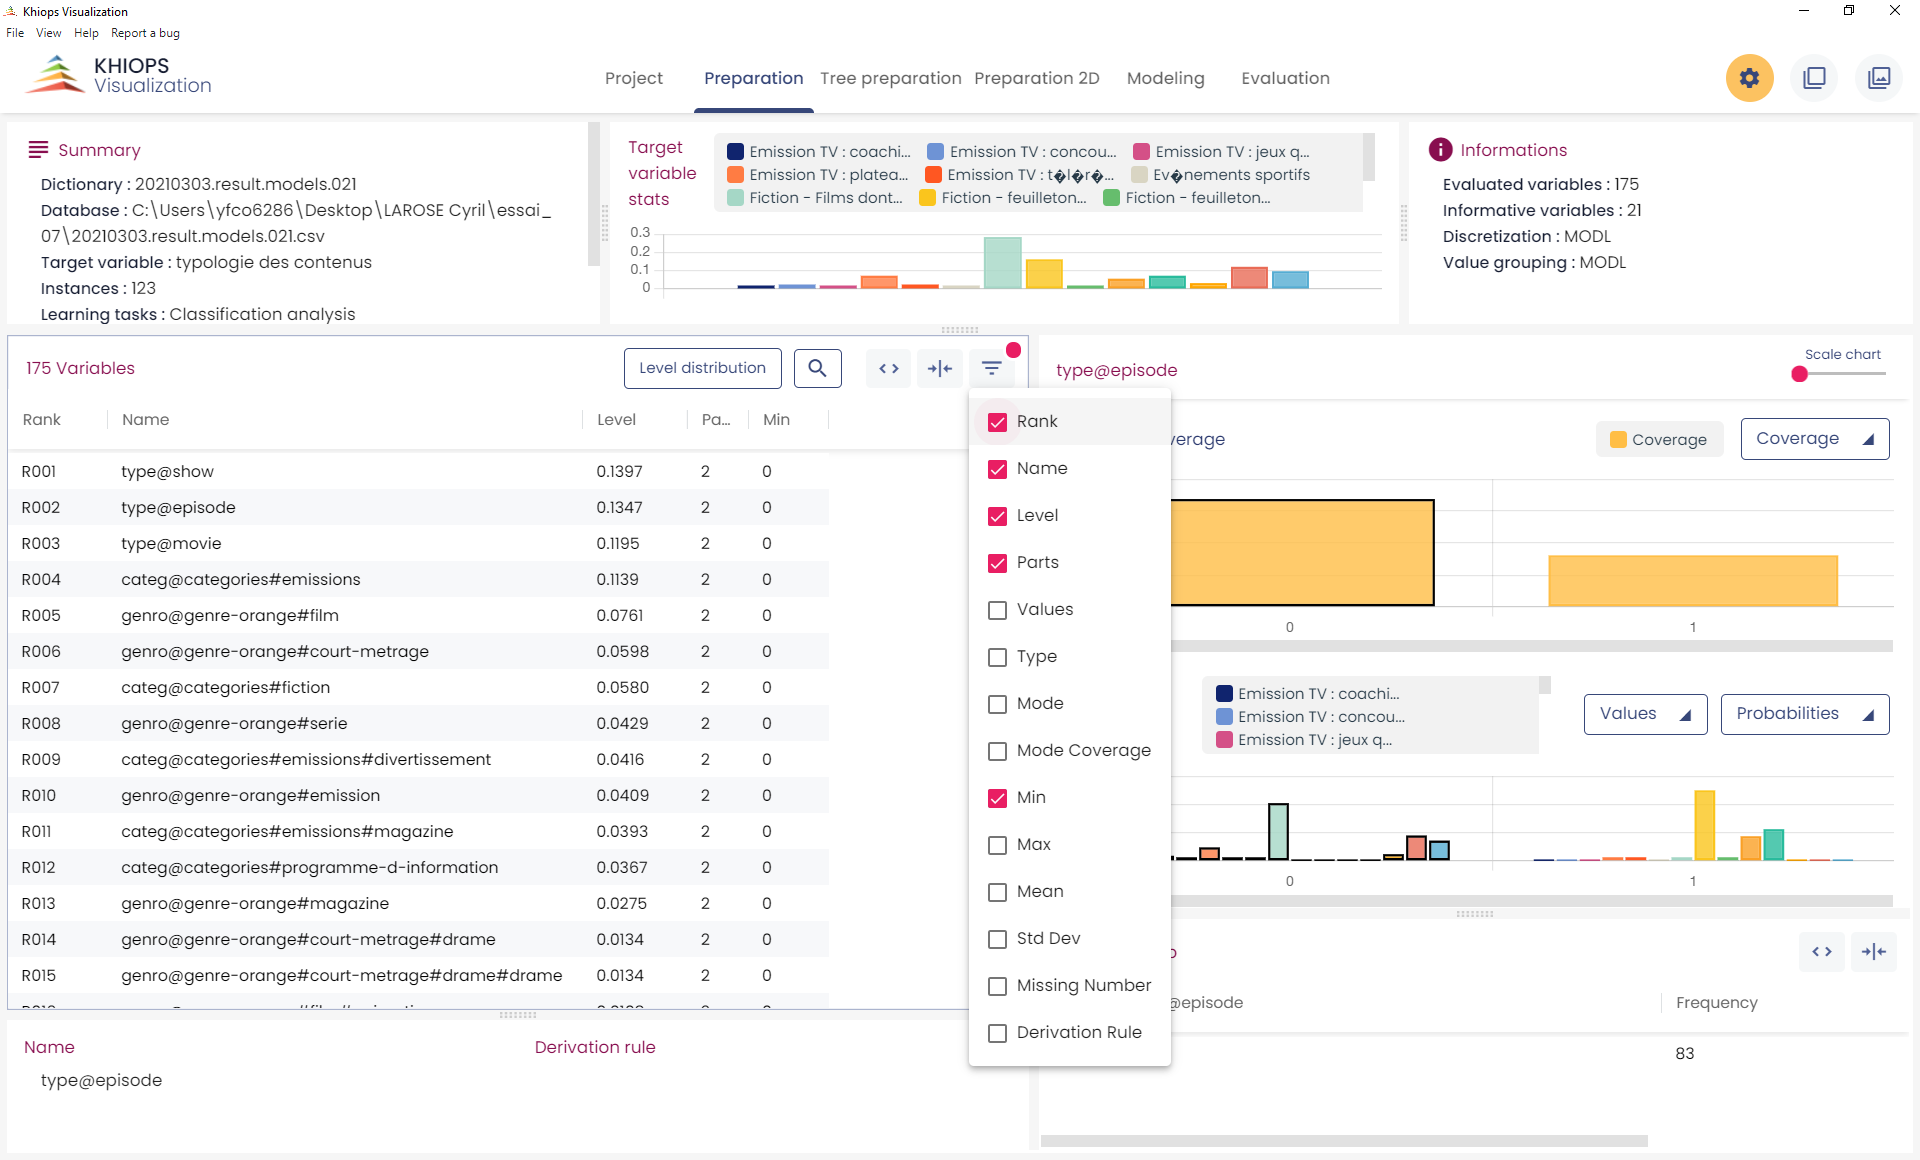 Khiops Visualization
File View Help Report a bug
KHIOPS
Visualization
Project Preparation Tree preparation Preparation 2D Modeling Evaluation
Summary
Dictionary : 20210303.result.models.021
Database : C:\Users\yfco6286\Desktop\LAROSE Cyril\essai_
07\20210303.result.models.021.csv
Target variable : typologie des contenus
Instances : 123
Learning tasks : Classification analysis
Target
variable
stats
Emission TV : coachi... Emission TV : concou... Emission TV : jeux q...
Emission TV : platea... Emission TV : t�l�r�... Ev�nements sportifs
Fiction - Films dont... Fiction - feuilleton... Fiction - feuilleton...
0.3
0.2
0.1
0
Informations
Evaluated variables : 175
Informative variables : 21
Discretization : MODL
Value grouping : MODL
175 Variables
Level distribution
Rank Name Level Pa... Min
R001 type@show 0.1397 2 0
R002 type@episode 0.1347 2 0
R003 type@movie 0.1195 2 0
R004 categ@categories#emissions 0.1139 2 0
R005 genro@genre-orange#film 0.0761 2 0
R006 genro@genre-orange#court-metrage 0.0598 2 0
R007 categ@categories#fiction 0.0580 2 0
R008 genro@genre-orange#serie 0.0429 2 0
R009 categ@categories#emissions#divertissement 0.0416 2 0
R010 genro@genre-orange#emission 0.0409 2 0
R011 categ@categories#emissions#magazine 0.0393 2 0
R012 categ@categories#programme-d-information 0.0367 2 0
R013 genro@genre-orange#magazine 0.0275 2 0
R014 genro@genre-orange#court-metrage#drame 0.0134 2 0
R015 genro@genre-orange#court-metrage#drame#drame 0.0134 2 0
Rank
Name
Level
Parts
Values
Type
Mode
Mode Coverage
Min
Max
Mean
Std Dev
Missing Number
Derivation Rule
type@episode
Scale chart
verage
Coverage
Coverage
0 1
Emission TV : coachi...
Emission TV : concou...
Emission TV : jeux q...
Values
Probabilities
0 1
@episode Frequency
83
Name Derivation rule
type@episode